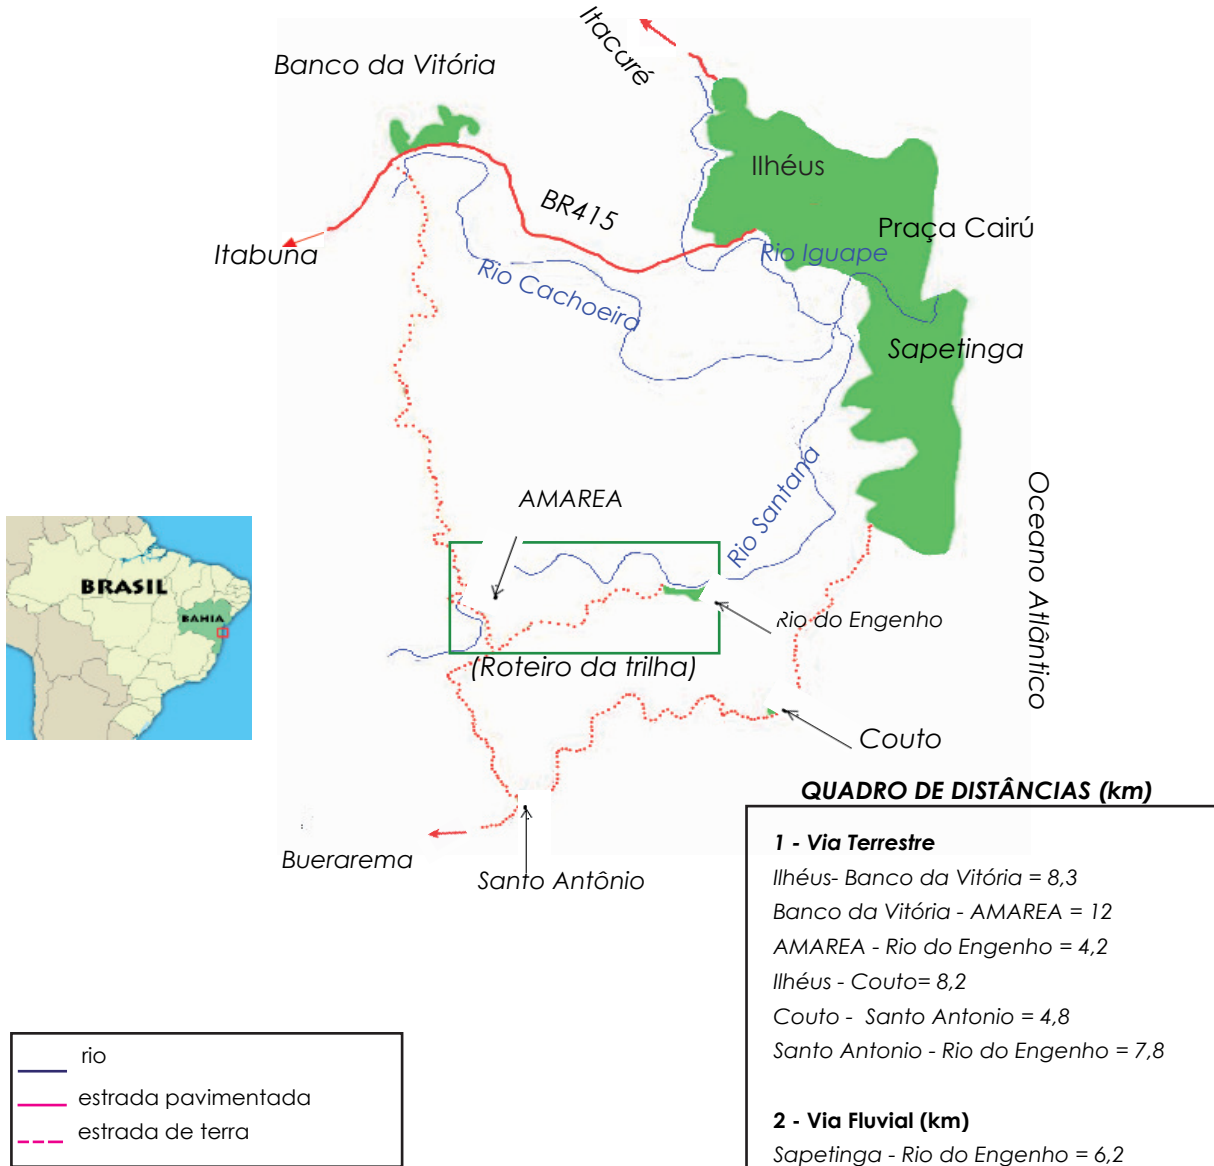 Itacaré
Banco da Vitória
Ilhéus
BR415
Praça Cairú
Itabuna
Rio Iguape
Rio Cachoeira
Sapetinga
Rio Santana
AMAREA
Oceano Atlântico
BRASIL
BAHIA
Rio do Engenho
(Roteiro da trilha)
Couto
Buerarema
Santo Antônio
QUADRO DE DISTÂNCIAS (km)
1 - Via Terrestre
Ilhéus- Banco da Vitória = 8,3
Banco da Vitória - AMAREA = 12
AMAREA - Rio do Engenho = 4,2
Ilhéus - Couto= 8,2
Couto - Santo Antonio = 4,8
Santo Antonio - Rio do Engenho = 7,8
2 - Via Fluvial (km)
Sapetinga - Rio do Engenho = 6,2
rio
estrada pavimentada
estrada de terra